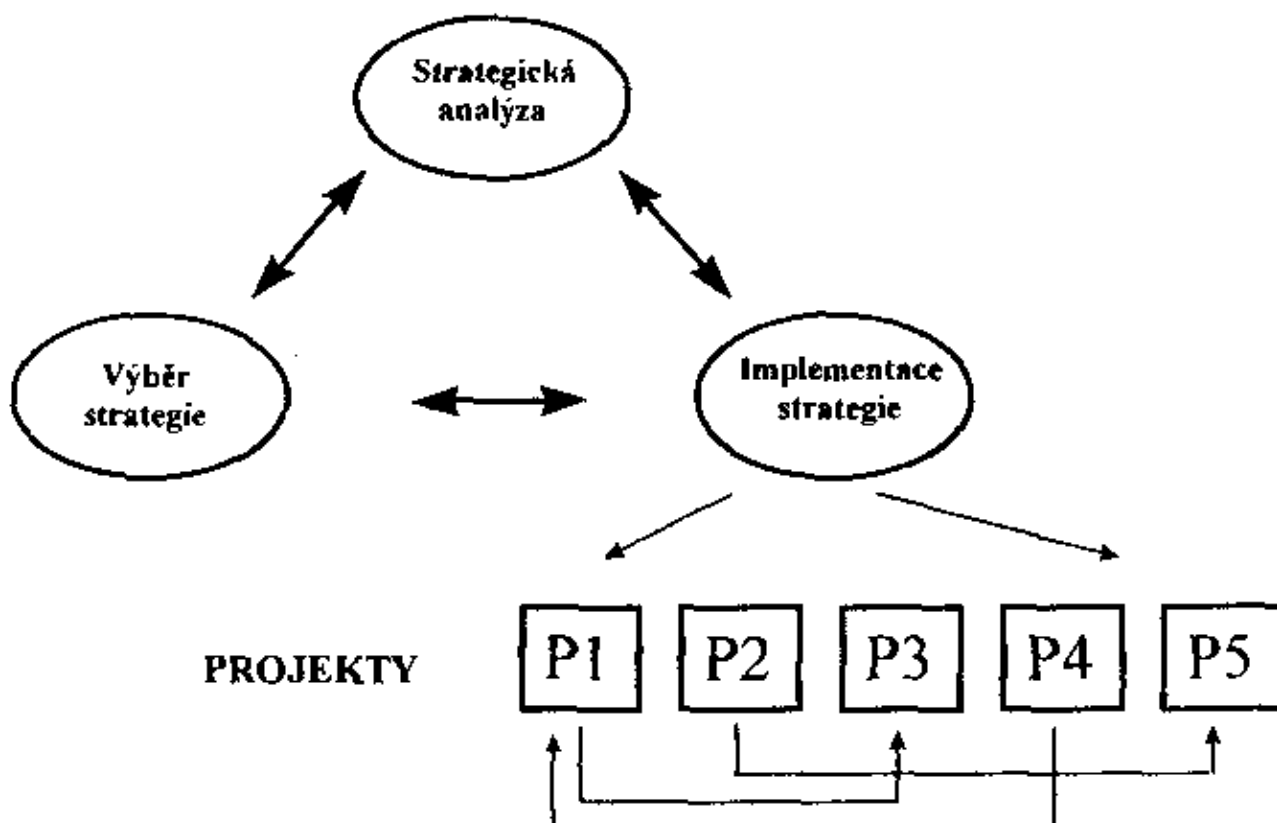 Strategická
analýza
Výběr
strategie
Implementace
strategie
PROJEKTY
P1
P2
P3
P4
P5